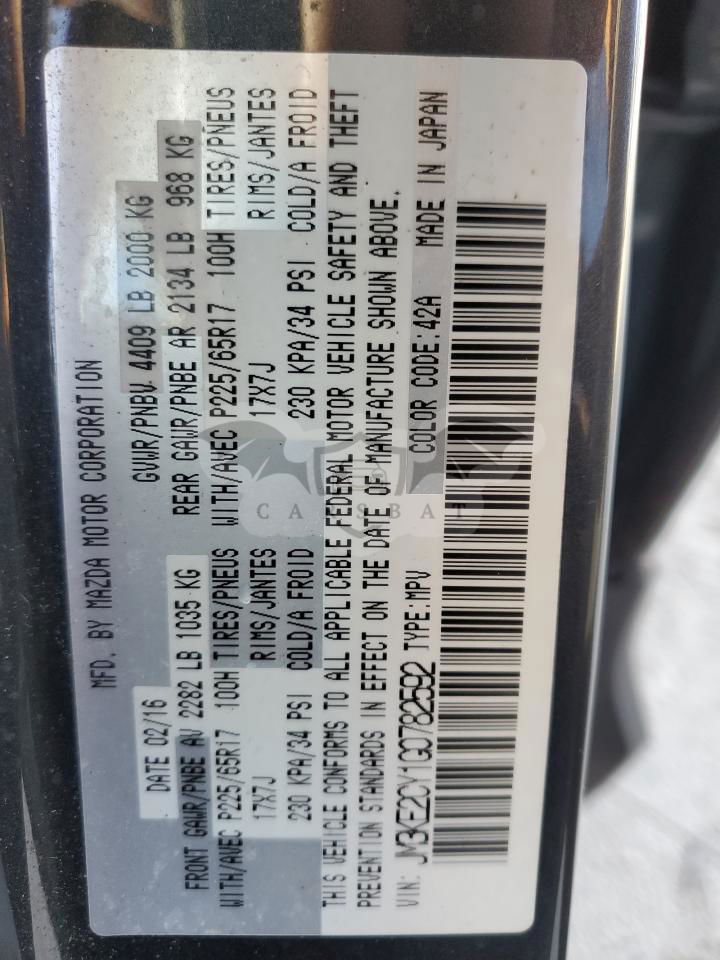 MFD. BY MAZDA MOTOR CORPORATION
DATE 02/16 GVWR/PNBV 4409 LB 2000 KG
FRONT GAWR/PNBE AV 2282 LB 1035 KG REAR GAWR/PNBE AR 2134 LB 968 KG
WITH/AVEC P225/65R17 100H TIRES/PNEUS WITH/AVEC P225/65R17 100H TIRES/PNEUS
17X7J RIMS/JANTES 17X7J RIMS/JANTES
230 KPA/34 PSI COLD/A FROID 230 KPA/34 PSI COLD/A FROID
THIS VEHICLE CONFORMS TO ALL APPLICABLE FEDERAL MOTOR VEHICLE SAFETY AND THEFT
PREVENTION STANDARDS IN EFFECT ON THE DATE OF MANUFACTURE SHOWN ABOVE.
VIN: JM3KE2CY1G0782592 TYPE:MPV COLOR CODE:42A MADE IN JAPAN
CARSBAT